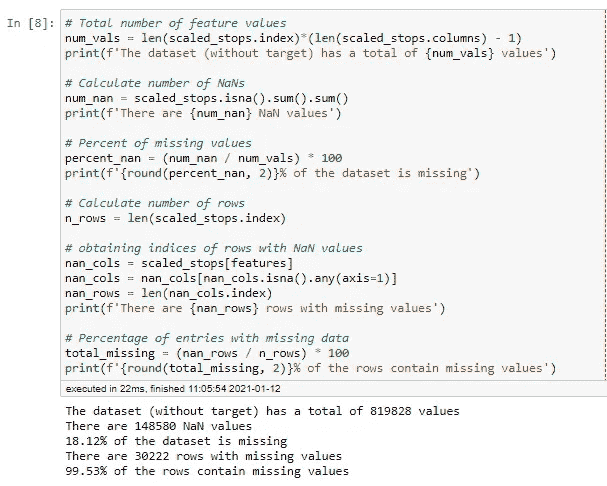 In [8]: # Total number of feature values
num_vals = len(scaled_stops.index)*(len(scaled_stops.columns) - 1)
print(f'The dataset (without target) has a total of {num_vals} values')
# Calculate number of NaNs
num_nan = scaled_stops.isna().sum().sum()
print(f'There are {num_nan} NaN values')
# Percent of missing values
percent_nan = (num_nan / num_vals) * 100
print(f'{round(percent_nan, 2)}% of the dataset is missing')
# Calculate number of rows
n_rows = len(scaled_stops.index)
# obtaining indices of rows with NaN values
nan_cols = scaled_stops[features]
nan_cols = nan_cols[nan_cols.isna().any(axis=1)]
nan_rows = len(nan_cols.index)
print(f'There are {nan_rows} rows with missing values')
# Percentage of entries with missing data
total_missing = (nan_rows / n_rows) * 100
print(f'{round(total_missing, 2)}% of the rows contain missing values')
executed in 22ms, finished 11:05:54 2021-01-12
The dataset (without target) has a total of 819828 values
There are 148580 NaN values
18.12% of the dataset is missing
There are 30222 rows with missing values
99.53% of the rows contain missing values